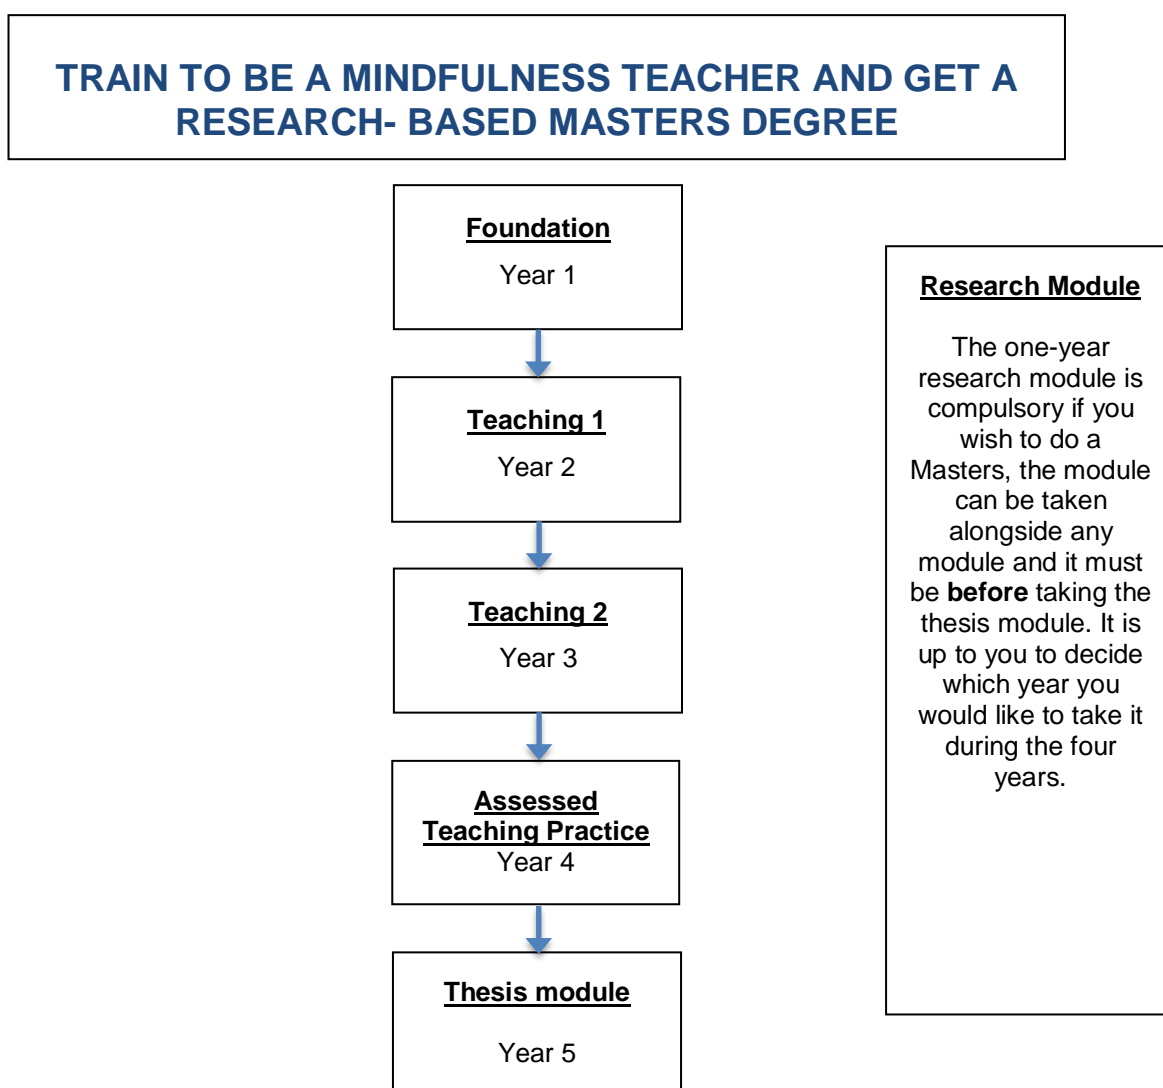 TRAIN TO BE A MINDFULNESS TEACHER AND GET A
RESEARCH- BASED MASTERS DEGREE
Foundation
Year 1
Teaching 1
Year 2
Teaching 2
Year 3
Assessed
Teaching Practice
Year 4
Thesis module
Year 5
Research Module
The one-year
research module is
compulsory if you
wish to do a
Masters, the module
can be taken
alongside any
module and it must
be before taking the
thesis module. It is
up to you to decide
which year you
would like to take it
during the four
years.